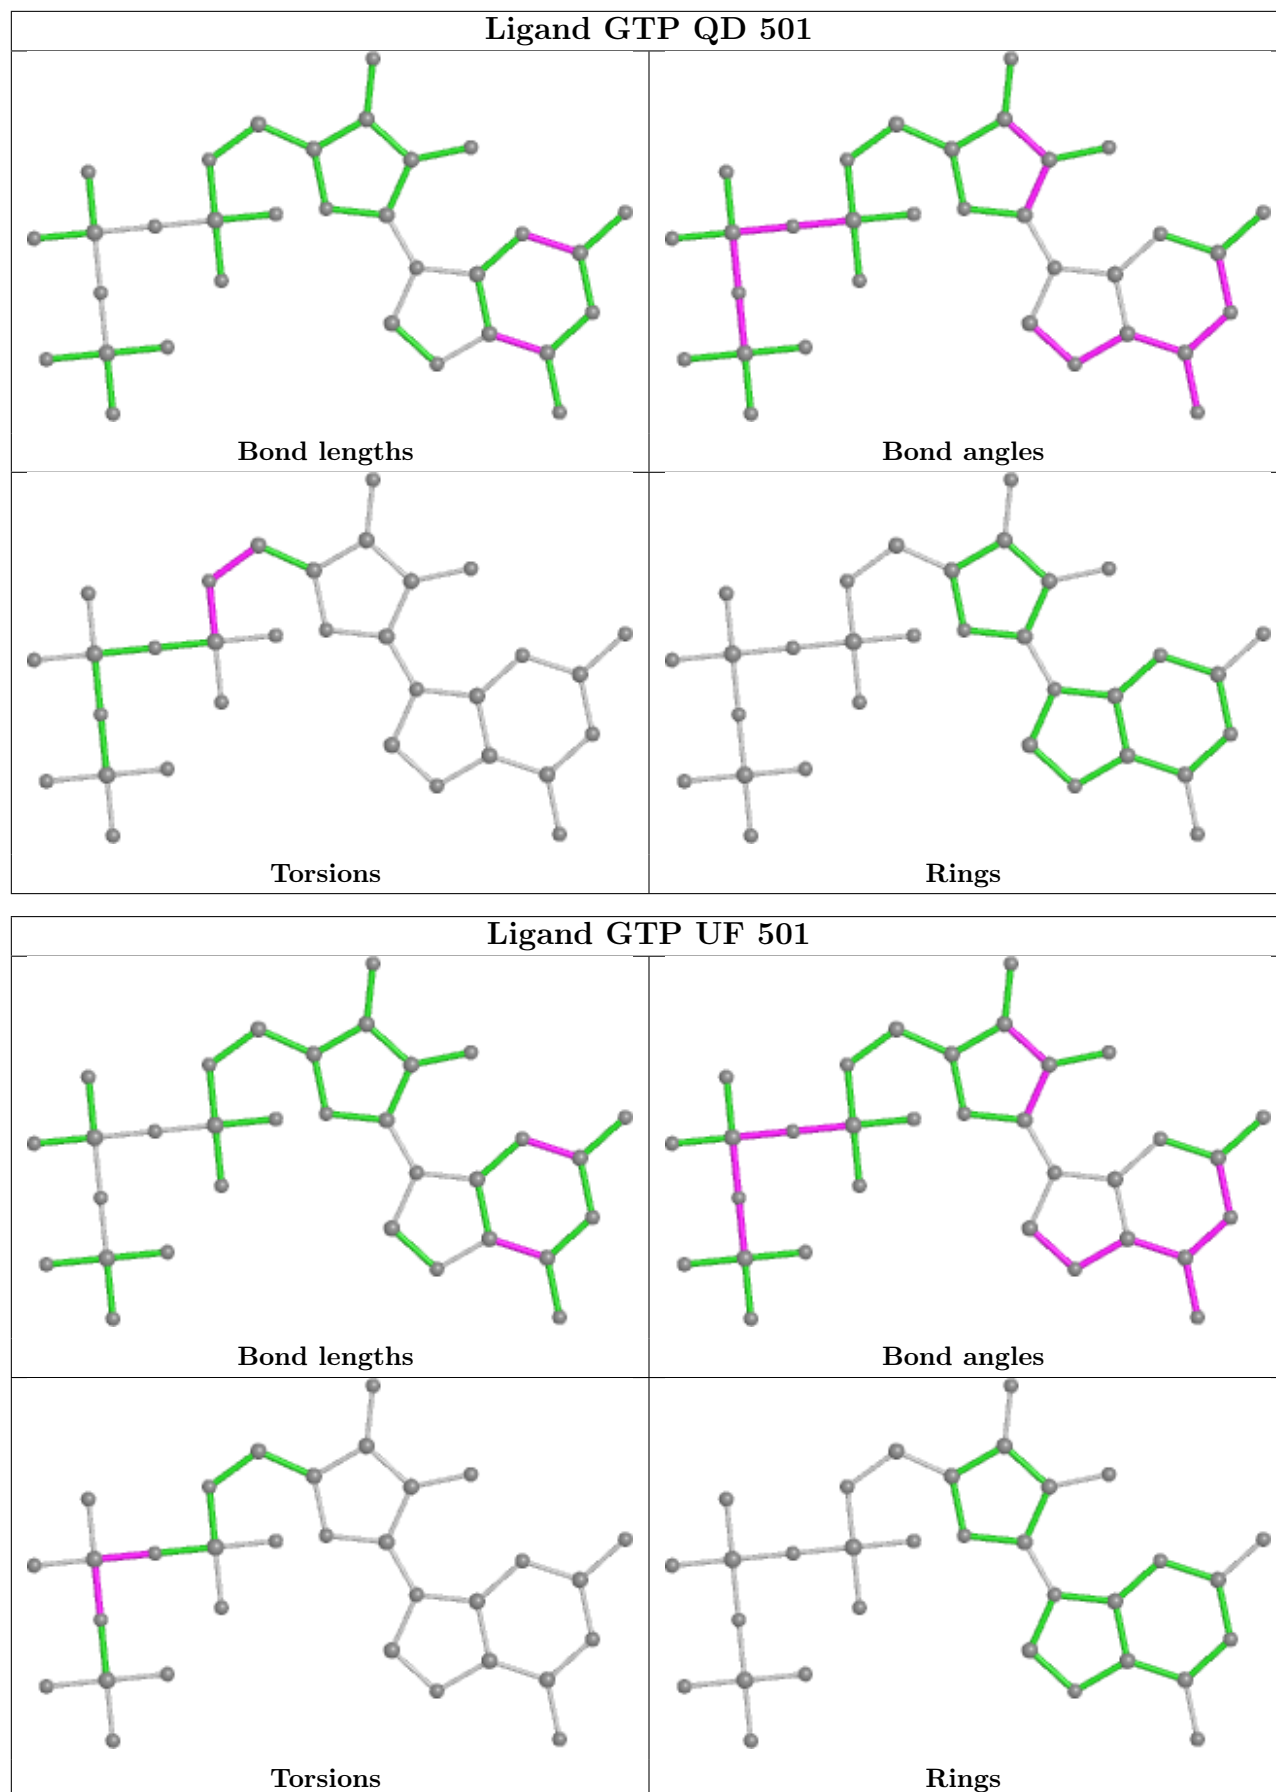 Ligand GTP QD 501
Bond lengths
Bond angles
Torsions
Rings
Ligand GTP UF 501
Bond lengths
Bond angles
Torsions
Rings